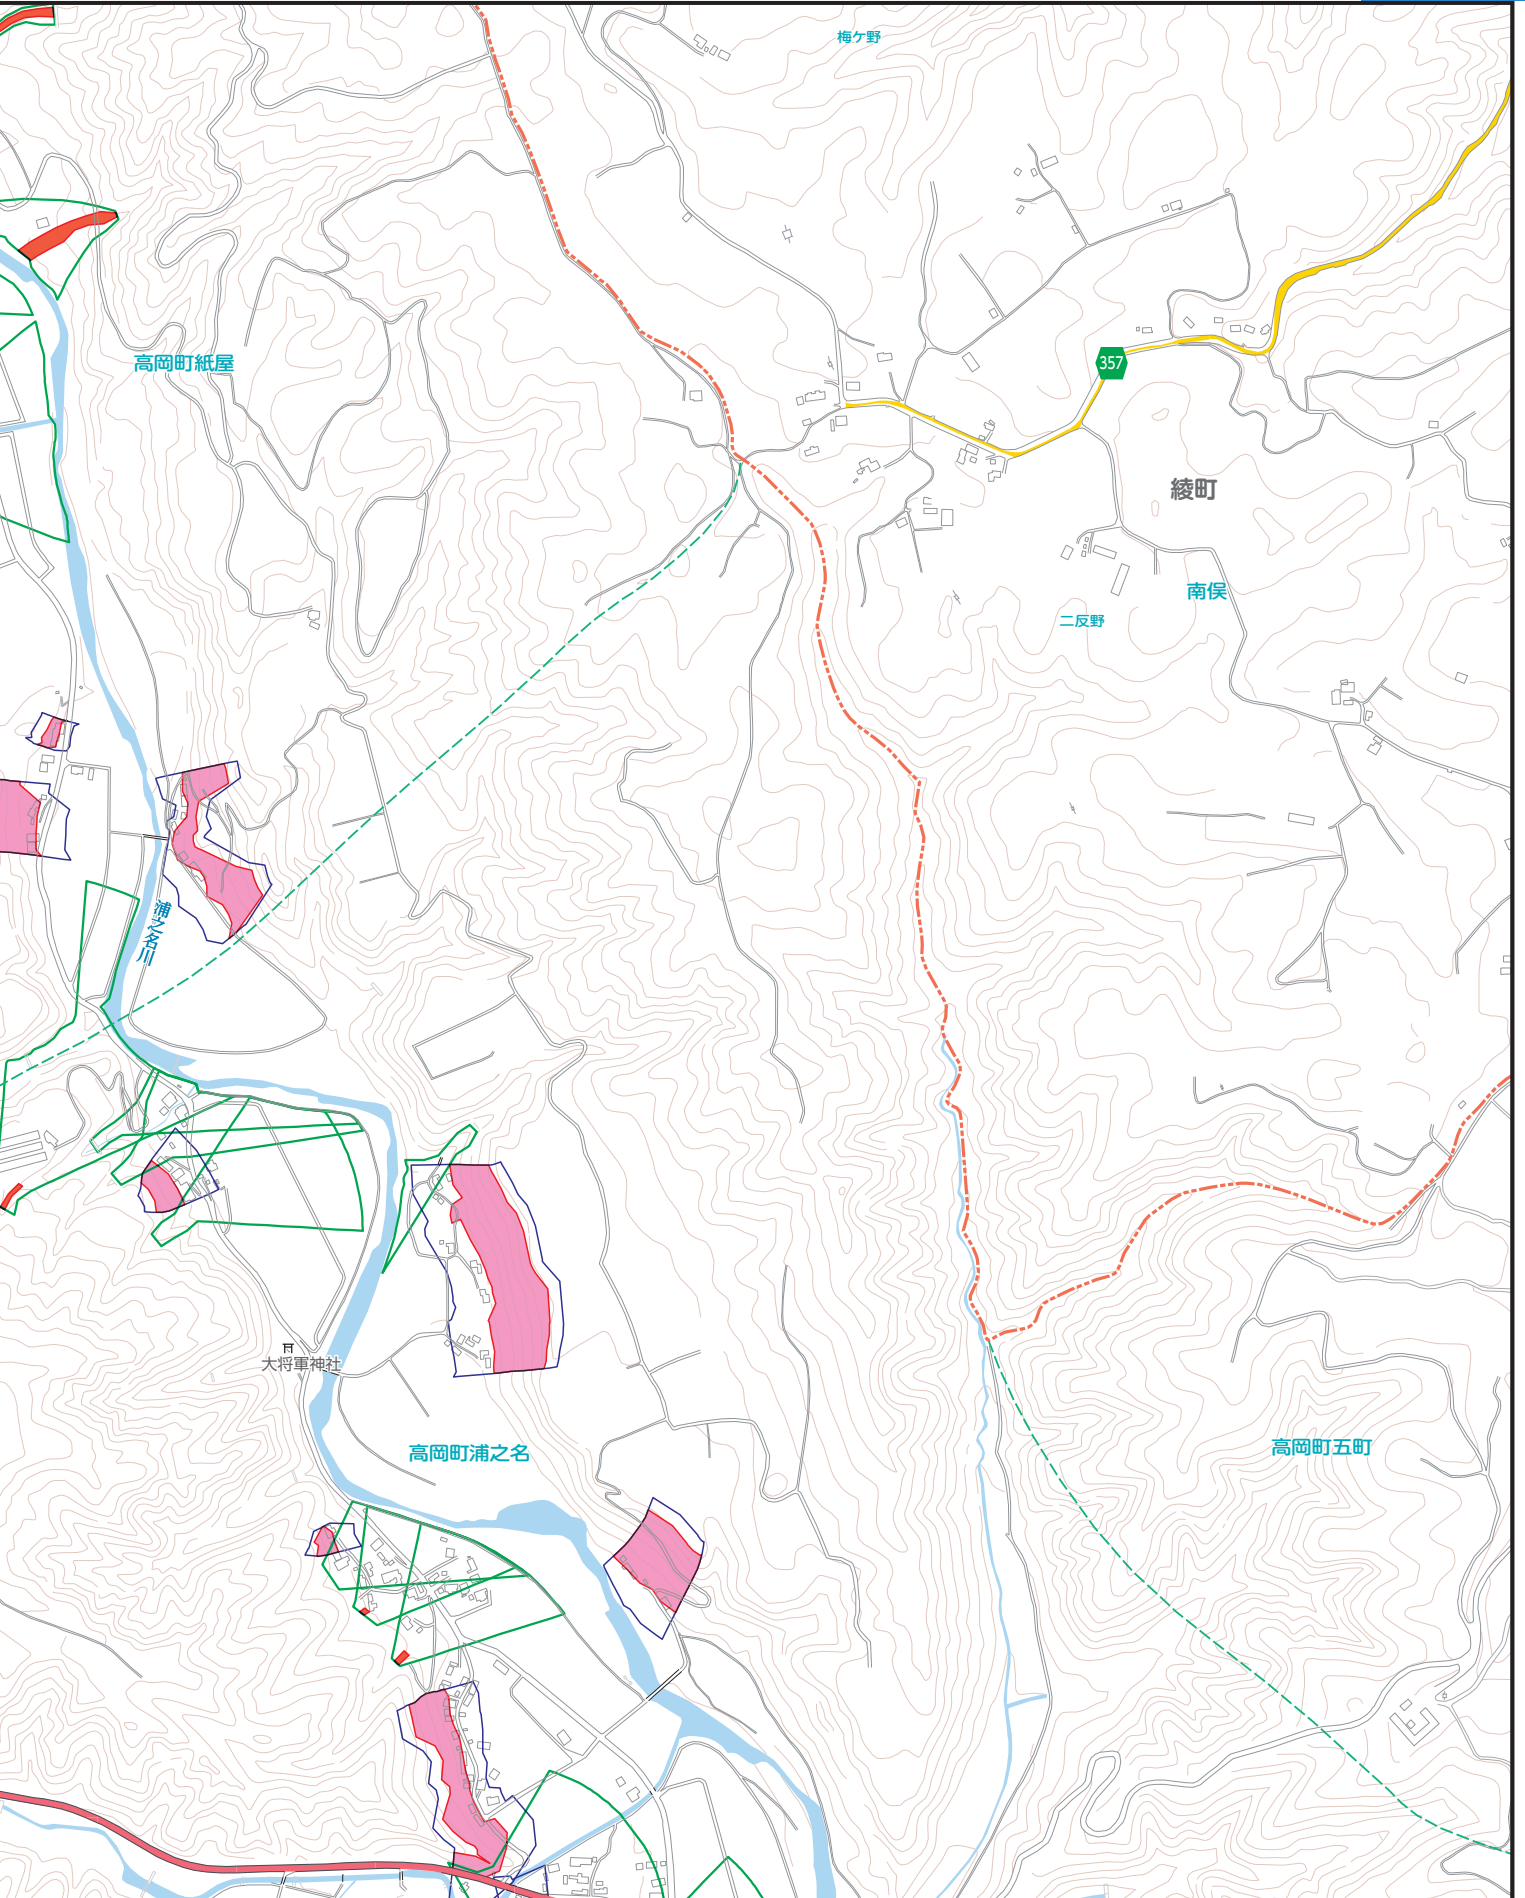 梅ケ野
高岡町紙屋
357
綾町
南俣
二反野
浦之名川
大将軍神社
高岡町浦之名
高岡町五町